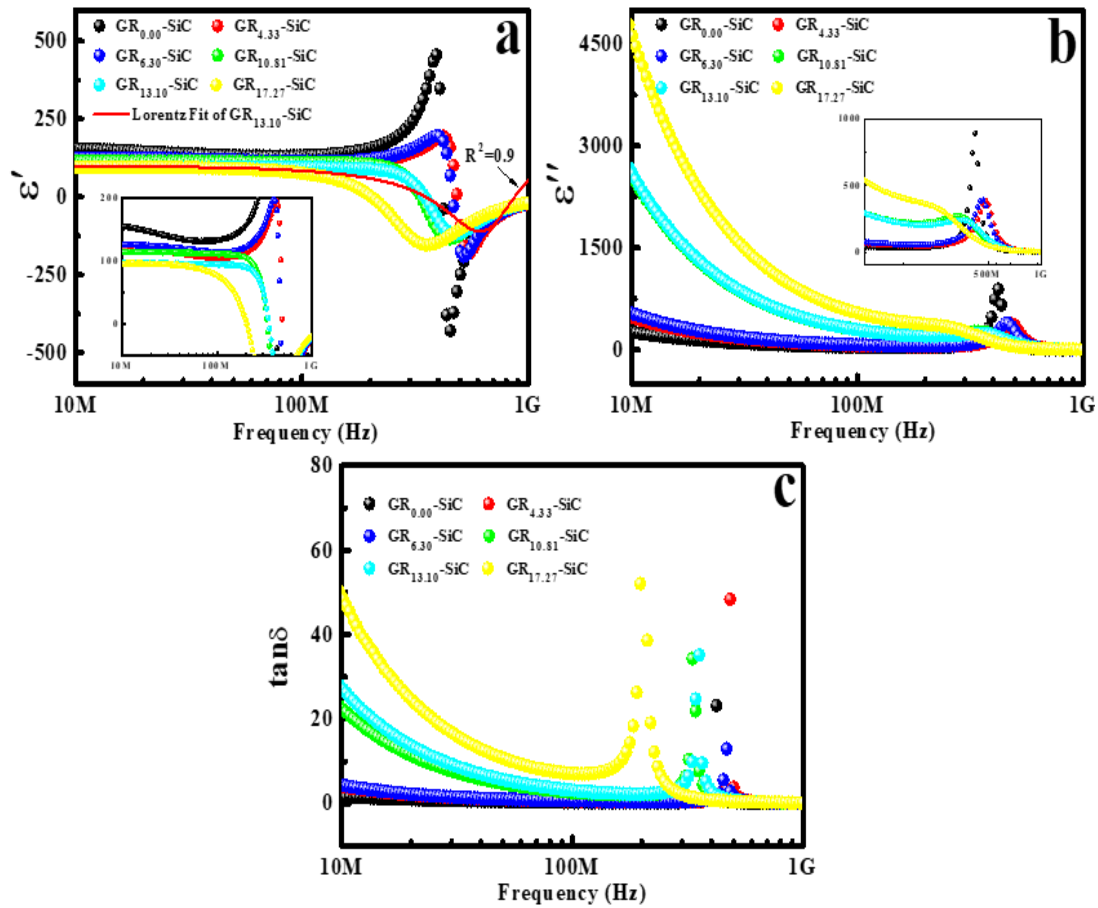 a
GR0.00-SiC GR4.33-SiC
GR6.30-SiC GR10.81-SiC
GR13.10-SiC GR17.27-SiC
Lorentz Fit of GR13.10-SiC
R²=0.9
500
250
0
-250
-500
ε'
200
100
0
10M 100M 1G
10M 100M 1G
Frequency (Hz)
b
GR0.00-SiC GR4.33-SiC
GR6.30-SiC GR10.81-SiC
GR13.10-SiC GR17.27-SiC
4500
3000
1500
0
ε''
1000
500
0
500M 1G
10M 100M 1G
Frequency (Hz)
c
GR0.00-SiC GR4.33-SiC
GR6.30-SiC GR10.81-SiC
GR13.10-SiC GR17.27-SiC
80
60
40
20
0
tanδ
10M 100M 1G
Frequency (Hz)